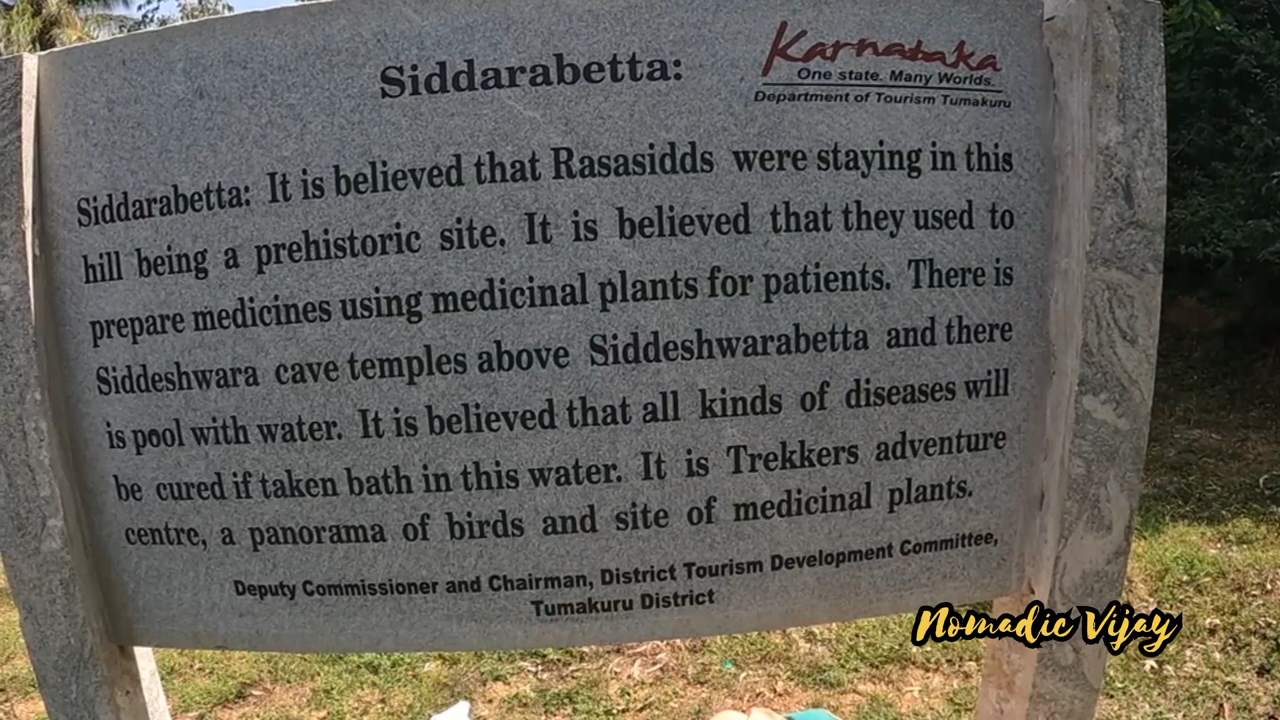 Siddarabetta:
Karnataka
One state. Many Worlds.
Department of Tourism Tumakuru
Siddarabetta: It is believed that Rasasidds were staying in this
hill being a prehistoric site. It is believed that they used to
prepare medicines using medicinal plants for patients. There is
Siddeshwara cave temples above Siddeshwarabetta and there
is pool with water. It is believed that all kinds of diseases will
be cured if taken bath in this water. It is Trekkers adventure
centre, a panorama of birds and site of medicinal plants.
Deputy Commissioner and Chairman, District Tourism Development Committee,
Tumakuru District
Nomadic Vijay